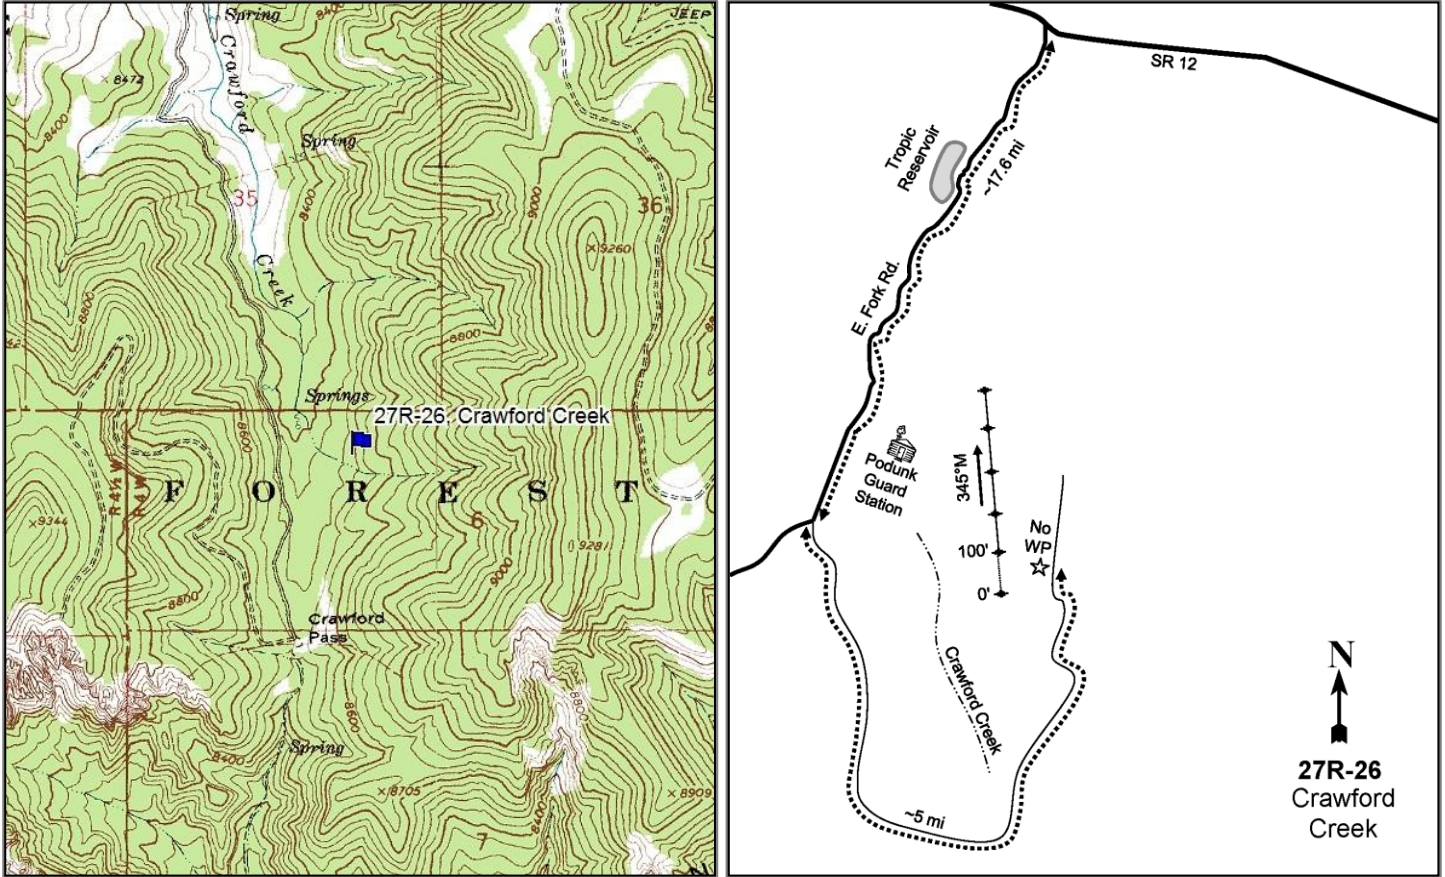 Spring
8400
JEEP
Crawford
8472
8400
Spring
35
8400
9000
36
9260
Creek
8800
8800
Springs
27R-26, Crawford Creek
8600
R 4½ W
R 4 W
FOREST
9344
6
9281
9000
8800
Crawford
Pass
8600
8800
Spring
8400
8705
8909
8400
7
SR 12
Tropic
Reservoir
~17.6 mi
E. Fork Rd.
Podunk
Guard
Station
345°M
100'
0'
No
WP
Crawford Creek
~5 mi
N
27R-26
Crawford
Creek